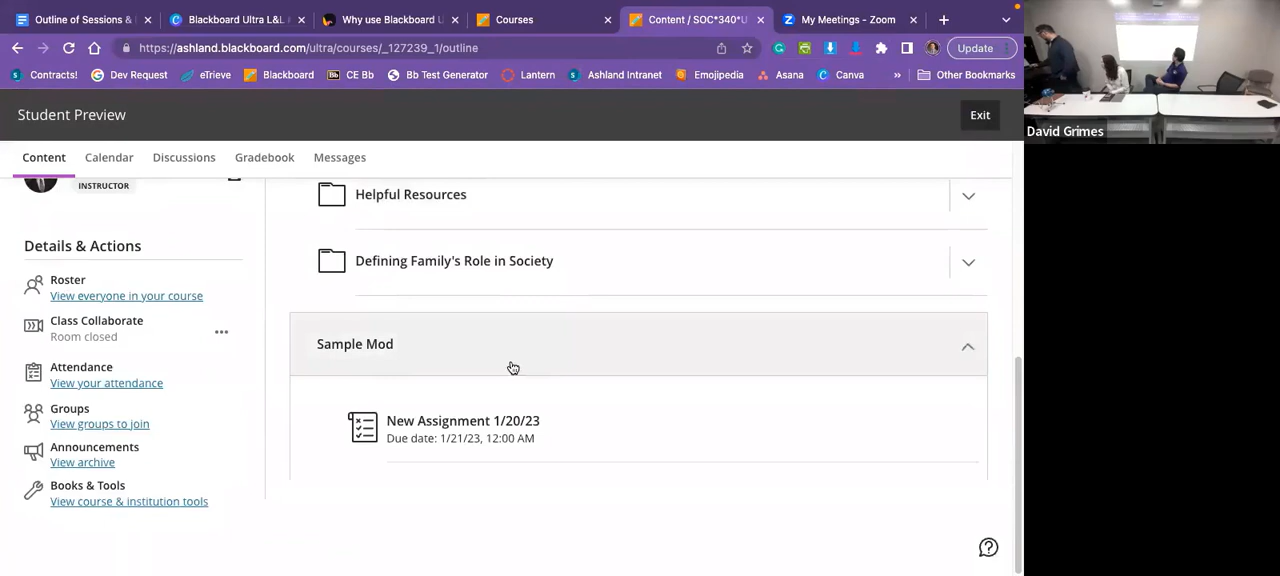 Outline of Sessions &
Blackboard Ultra L&L
Why use Blackboard U
Courses
Content / SOC*340*U
My Meetings - Zoom
https://ashland.blackboard.com/ultra/courses/_127239_1/outline
Update
Contracts!
Dev Request
eTrieve
Blackboard
CE Bb
Bb Test Generator
Lantern
Ashland Intranet
Emojipedia
Asana
Canva
»
Other Bookmarks
Student Preview
Exit
Content
Calendar
Discussions
Gradebook
Messages
INSTRUCTOR
Details & Actions
Roster
View everyone in your course
Class Collaborate
Room closed
Attendance
View your attendance
Groups
View groups to join
Announcements
View archive
Books & Tools
View course & institution tools
Helpful Resources
Defining Family's Role in Society
Sample Mod
New Assignment 1/20/23
Due date: 1/21/23, 12:00 AM
David Grimes